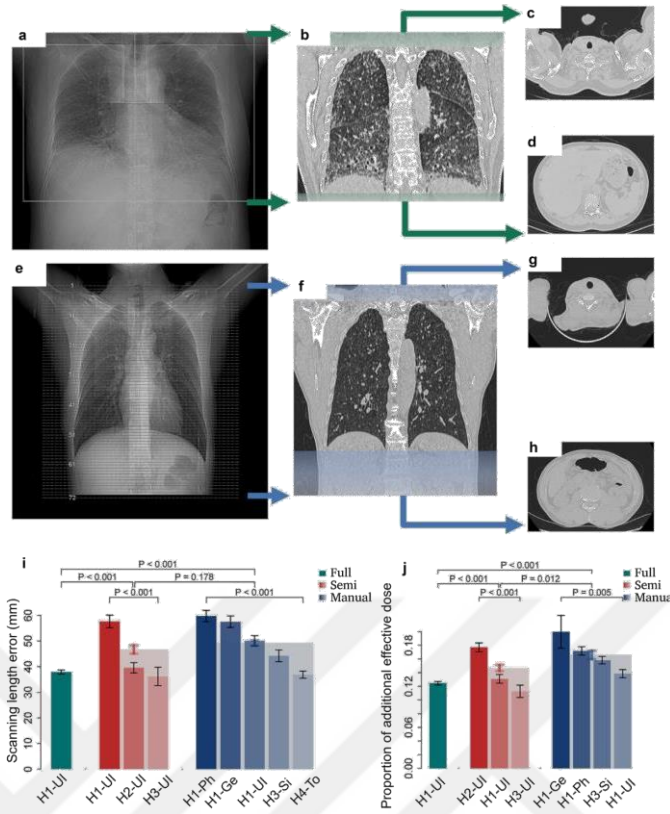 a
b
c
d
e
f
g
h
i
P < 0.001
P < 0.001
P = 0.178
P < 0.001
P < 0.001
Full
Semi
Manual
Scanning length error (mm)
60
50
40
30
20
10
0
H1-UI
H1-UI
H2-UI
H3-UI
H1-Ph
H1-Ge
H1-UI
H3-Si
H4-To
j
P < 0.001
P < 0.001
P = 0.012
P < 0.001
P = 0.005
Full
Semi
Manual
Proportion of additional effective dose
0.18
0.12
0.06
0.00
H1-UI
H2-UI
H1-UI
H3-UI
H1-Ge
H1-Ph
H3-Si
H1-UI